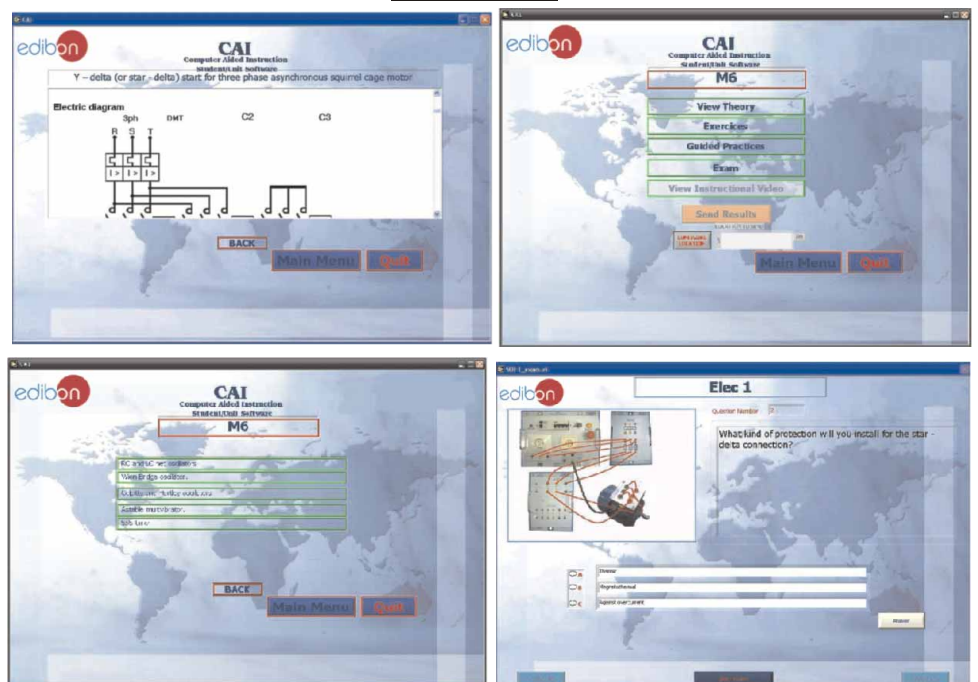 edibon
CAI
Computer Aided Instruction
Student/Unit Software
Y – delta (or star - delta) start for three phase asynchronous squirrel cage motor
Electric diagram
3ph DMT C2 C3
R S T
I > I > I >
BACK
Main Menu Quit
edibon
CAI
Computer Aided Instruction
Student/Unit Software
M6
View Theory
Exercices
Guided Practices
Exam
View Instructional Video
Send Results
Main Menu Quit
edibon
CAI
Computer Aided Instruction
Student/Unit Software
M6
Astable multivibrator.
BACK
Main Menu Quit
edibon
Elec 1
Question Number
What kind of protection will you install for the star -
delta connection?
A
B Magnetothermal
C